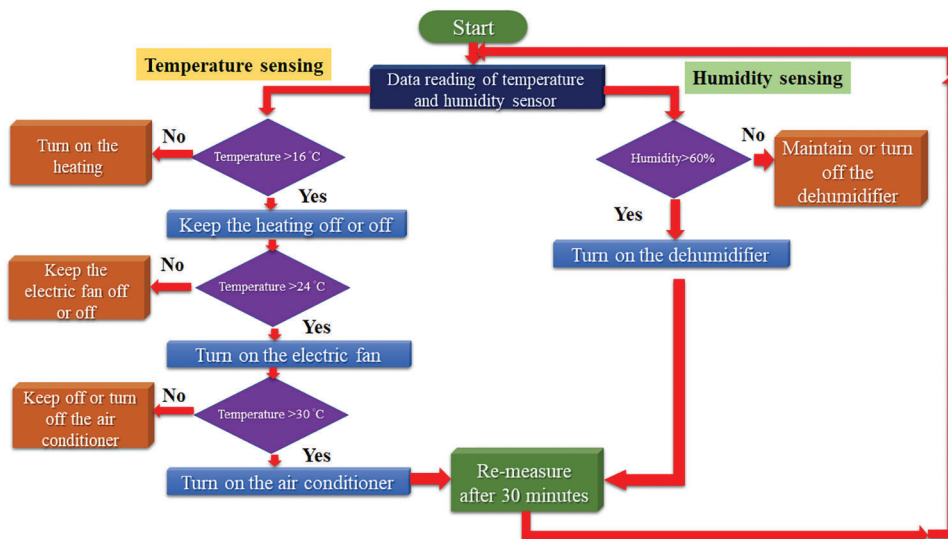 Start
Temperature sensing
Data reading of temperature
and humidity sensor
Humidity sensing
No
Turn on the
heating
Temperature >16 °C
Yes
Keep the heating off or off
No
Keep the
electric fan off
or off
Temperature >24 °C
Yes
Turn on the electric fan
No
Keep off or turn
off the air
conditioner
Temperature >30 °C
Yes
Turn on the air conditioner
Humidity>60%
No
Maintain or turn
off the
dehumidifier
Yes
Turn on the dehumidifier
Re-measure
after 30 minutes